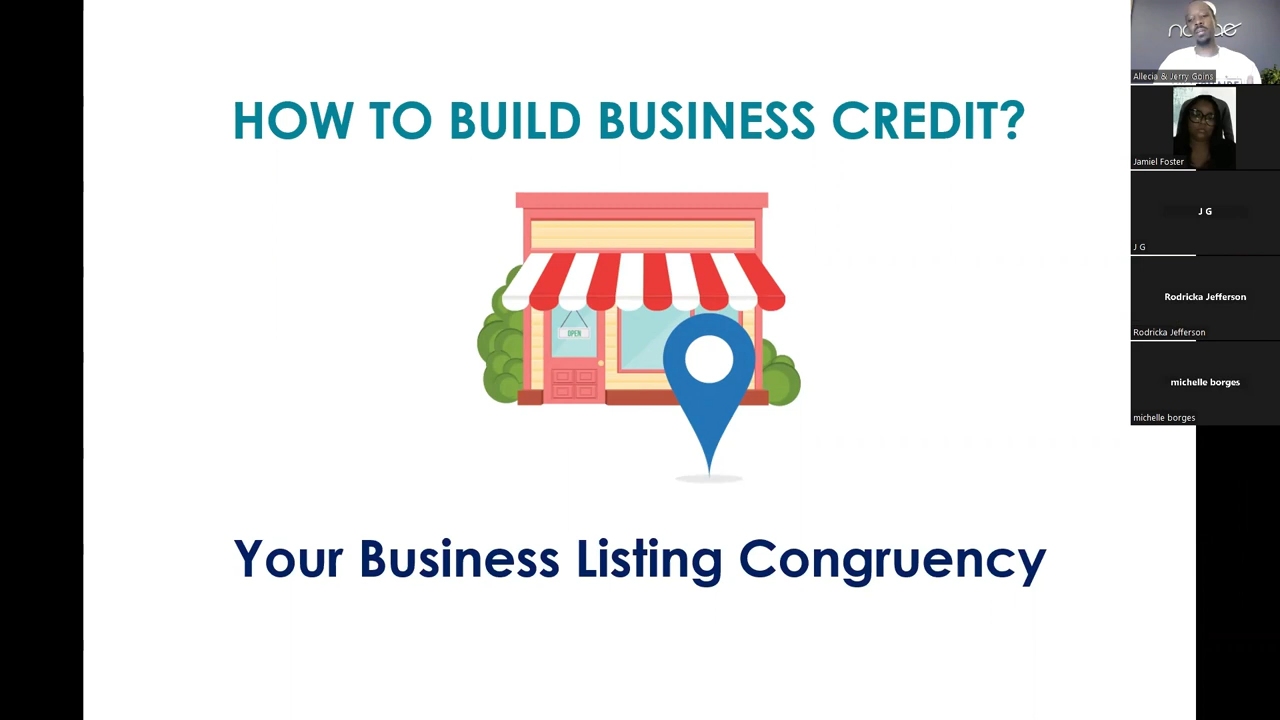 HOW TO BUILD BUSINESS CREDIT?
OPEN
Your Business Listing Congruency
Allecia & Jerry Goins
Jamiel Foster
J G
J G
Rodricka Jefferson
Rodricka Jefferson
michelle borges
michelle borges